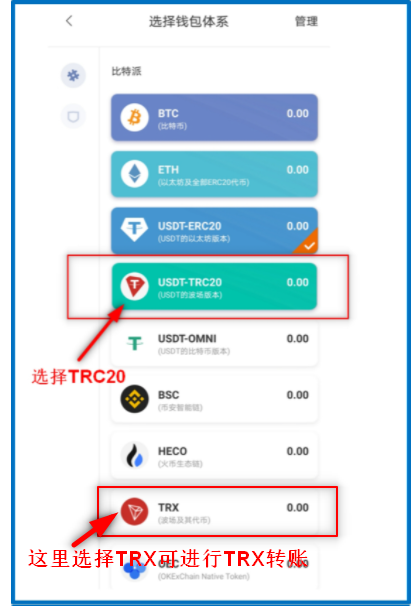 选择钱包体系 管理
比特派
BTC 0.00
(比特币)
ETH 0.00
(以太坊及全部ERC20代币)
USDT-ERC20 0.00
(USDT的以太坊版本)
USDT-TRC20 0.00
(USDT的波场版本)
选择TRC20
USDT-OMNI 0.00
(USDT的比特币版本)
BSC 0.00
(币安智能链)
HECO 0.00
(火币生态链)
TRX 0.00
(波场及其代币)
这里选择TRX可进行TRX转账
OEC 0.00
(OKExChain Native Token)